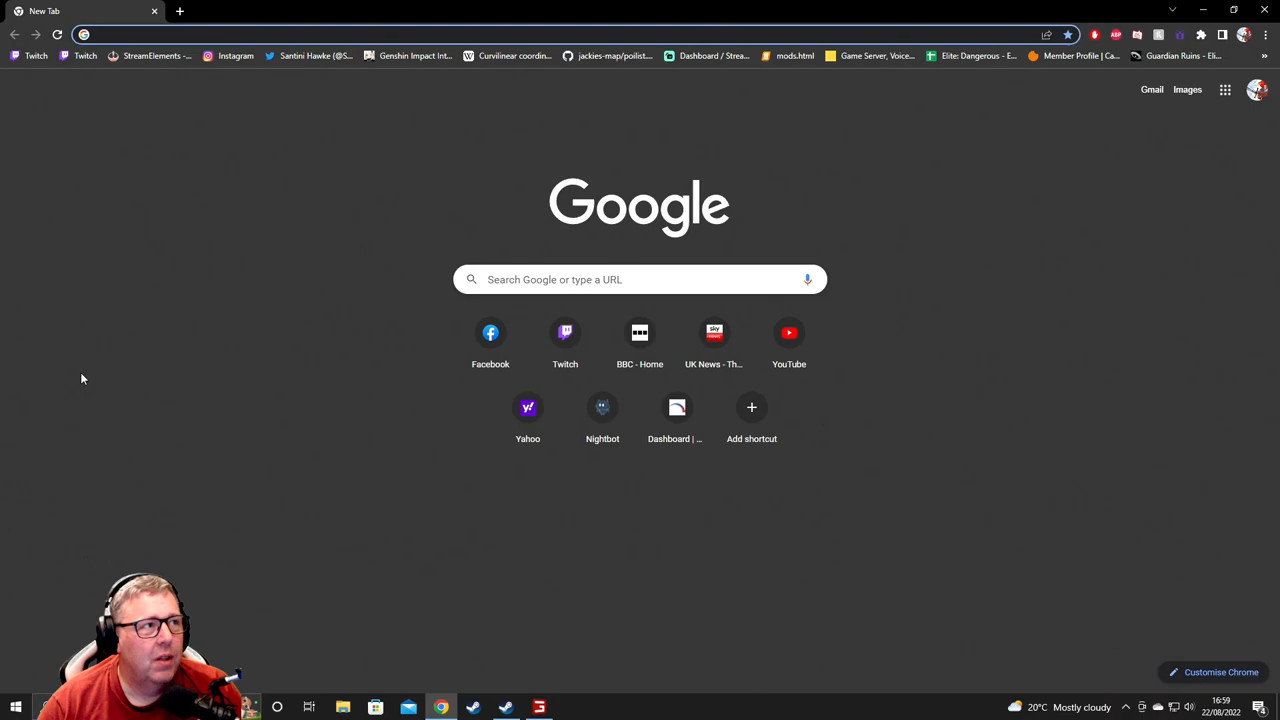 New Tab
Twitch
Twitch
StreamElements -...
Instagram
Santini Hawke (@S...
Genshin Impact Int...
Curvilinear coordin...
jackies-map/poilist...
Dashboard / Strea...
mods.html
Game Server, Voice...
Elite: Dangerous - E...
Member Profile | Ca...
Guardian Ruins - Eli...
»
Gmail
Images
Google
Search Google or type a URL
Facebook
Twitch
BBC - Home
UK News - Th...
YouTube
Yahoo
Nightbot
Dashboard | ...
Add shortcut
Customise Chrome
20°C Mostly cloudy
16:59
23/08/2022